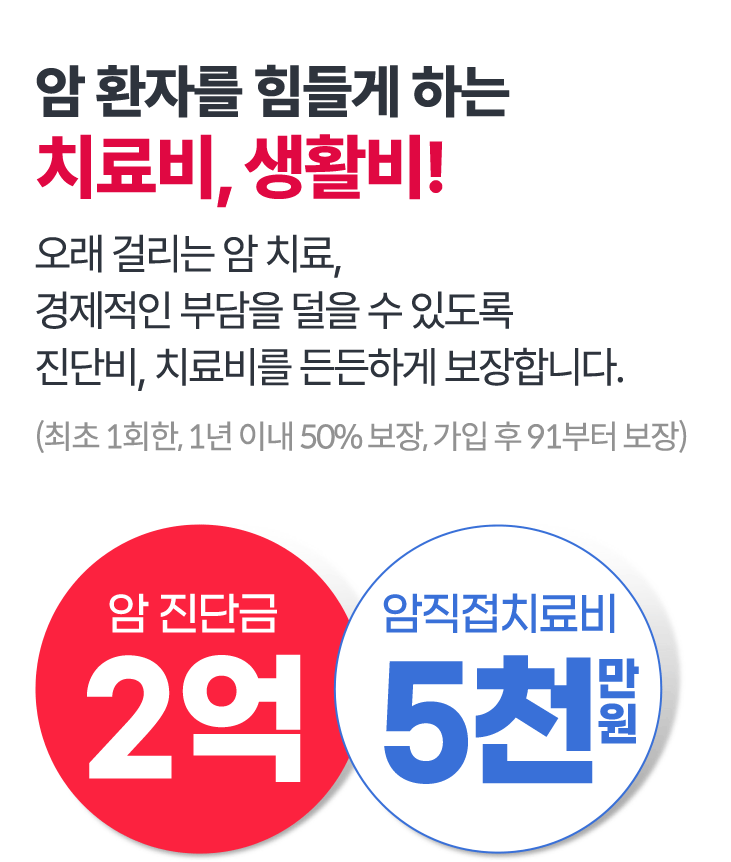 암 환자를 힘들게 하는
치료비, 생활비!
오래 걸리는 암 치료,
경제적인 부담을 덜을 수 있도록
진단비, 치료비를 든든하게 보장합니다.
(최초 1회한, 1년 이내 50% 보장, 가입 후 91부터 보장)
암 진단금
2억
암직접치료비
5천만원